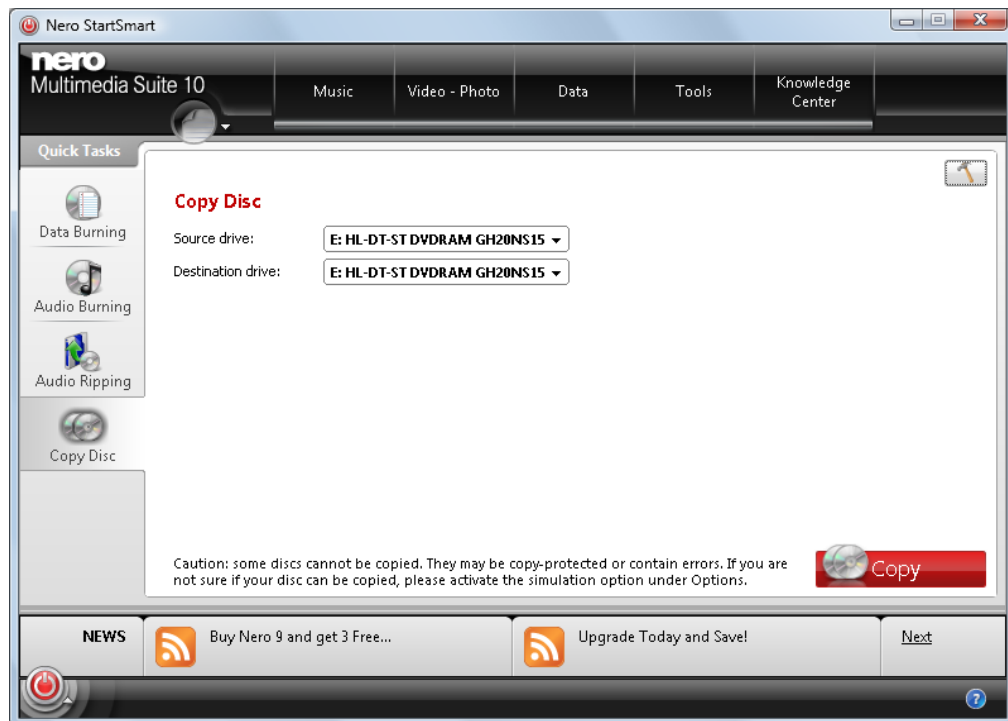 Nero StartSmart
nero
Multimedia Suite 10
Music
Video - Photo
Data
Tools
Knowledge
Center
Quick Tasks
Data Burning
Audio Burning
Audio Ripping
Copy Disc
Copy Disc
Source drive:
E: HL-DT-ST DVDRAM GH20NS15
Destination drive:
E: HL-DT-ST DVDRAM GH20NS15
Caution: some discs cannot be copied. They may be copy-protected or contain errors. If you are
not sure if your disc can be copied, please activate the simulation option under Options.
Copy
NEWS
Buy Nero 9 and get 3 Free...
Upgrade Today and Save!
Next
?